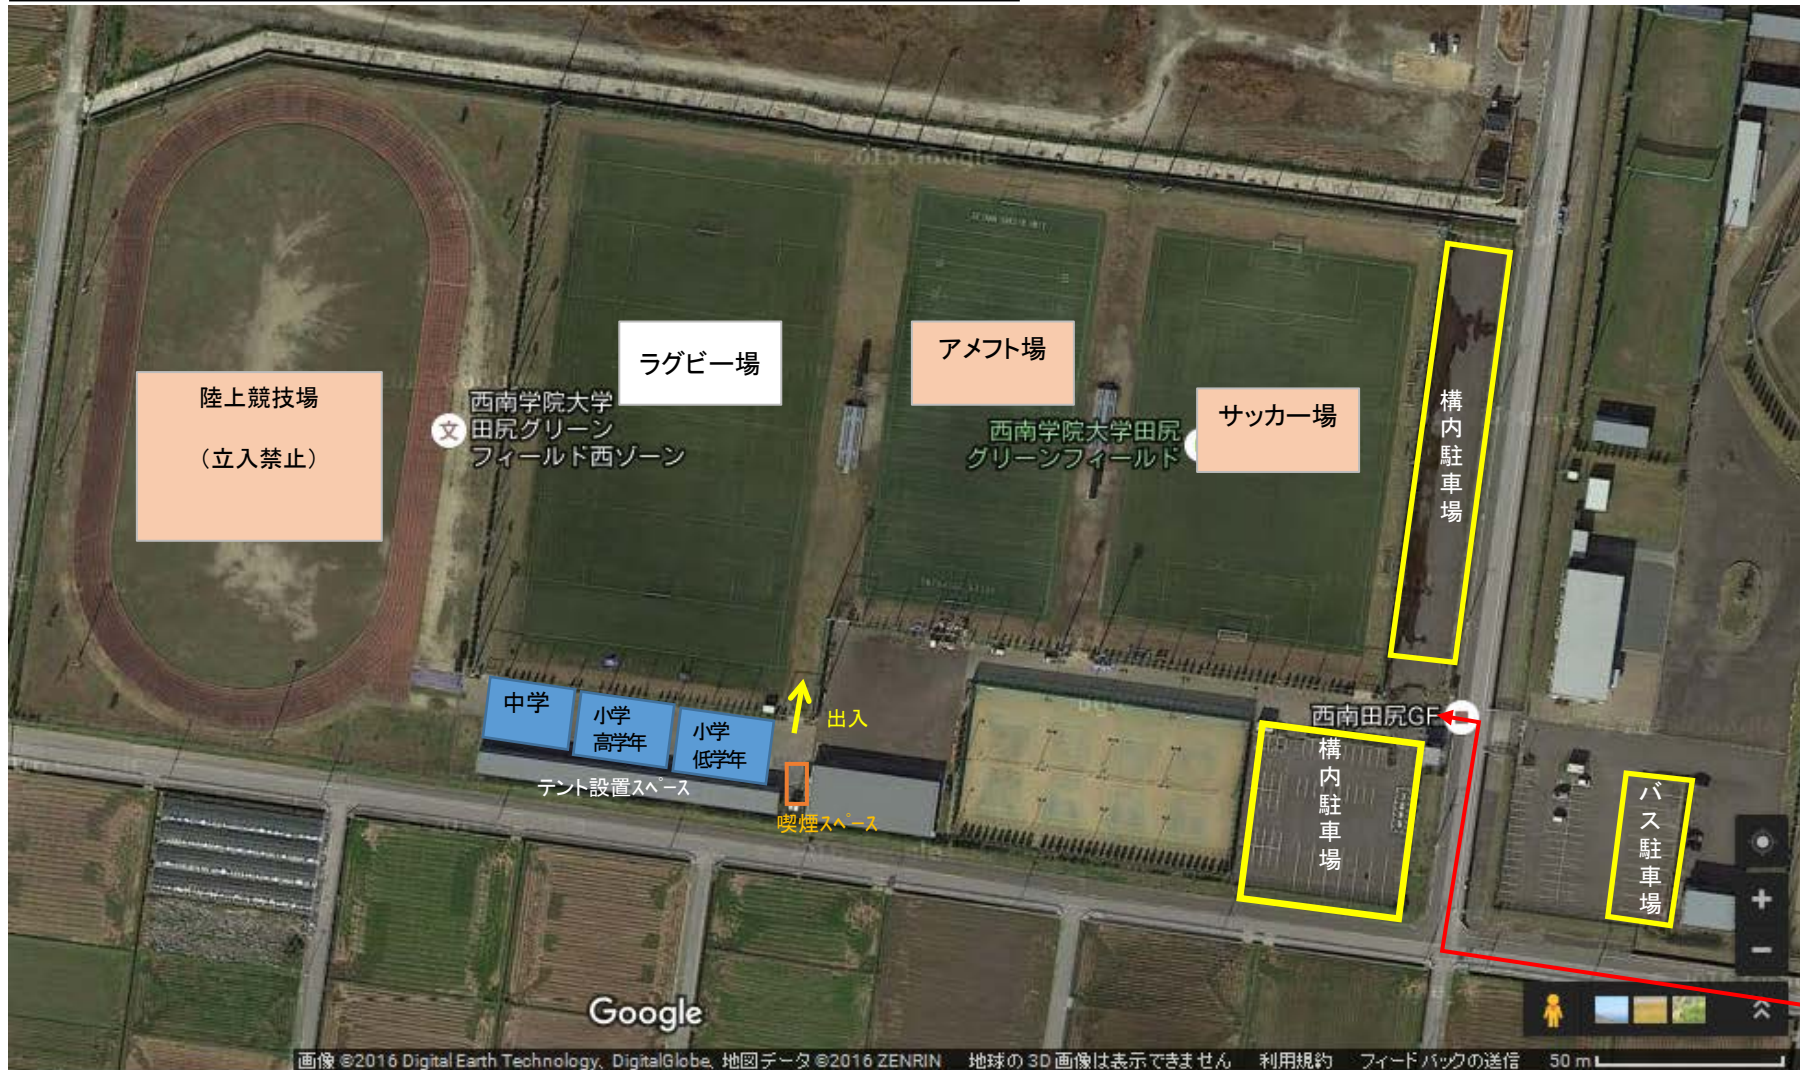 © 2015 Google
ラグビー場
アメフト場
サッカー場
陸上競技場
（立入禁止）
西南学院大学
田尻グリーン
フィールド西ゾーン
西南学院大学田尻
グリーンフィールド
構内駐車場
中学
小学
高学年
小学
低学年
出入
西南田尻GF
テント設置スペース
喫煙スペース
構内駐車場
バス駐車場
Google
画像 ©2016 Digital Earth Technology、DigitalGlobe、地図データ ©2016 ZENRIN 地球の 3D 画像は表示できません 利用規約 フィードバックの送信 50 m